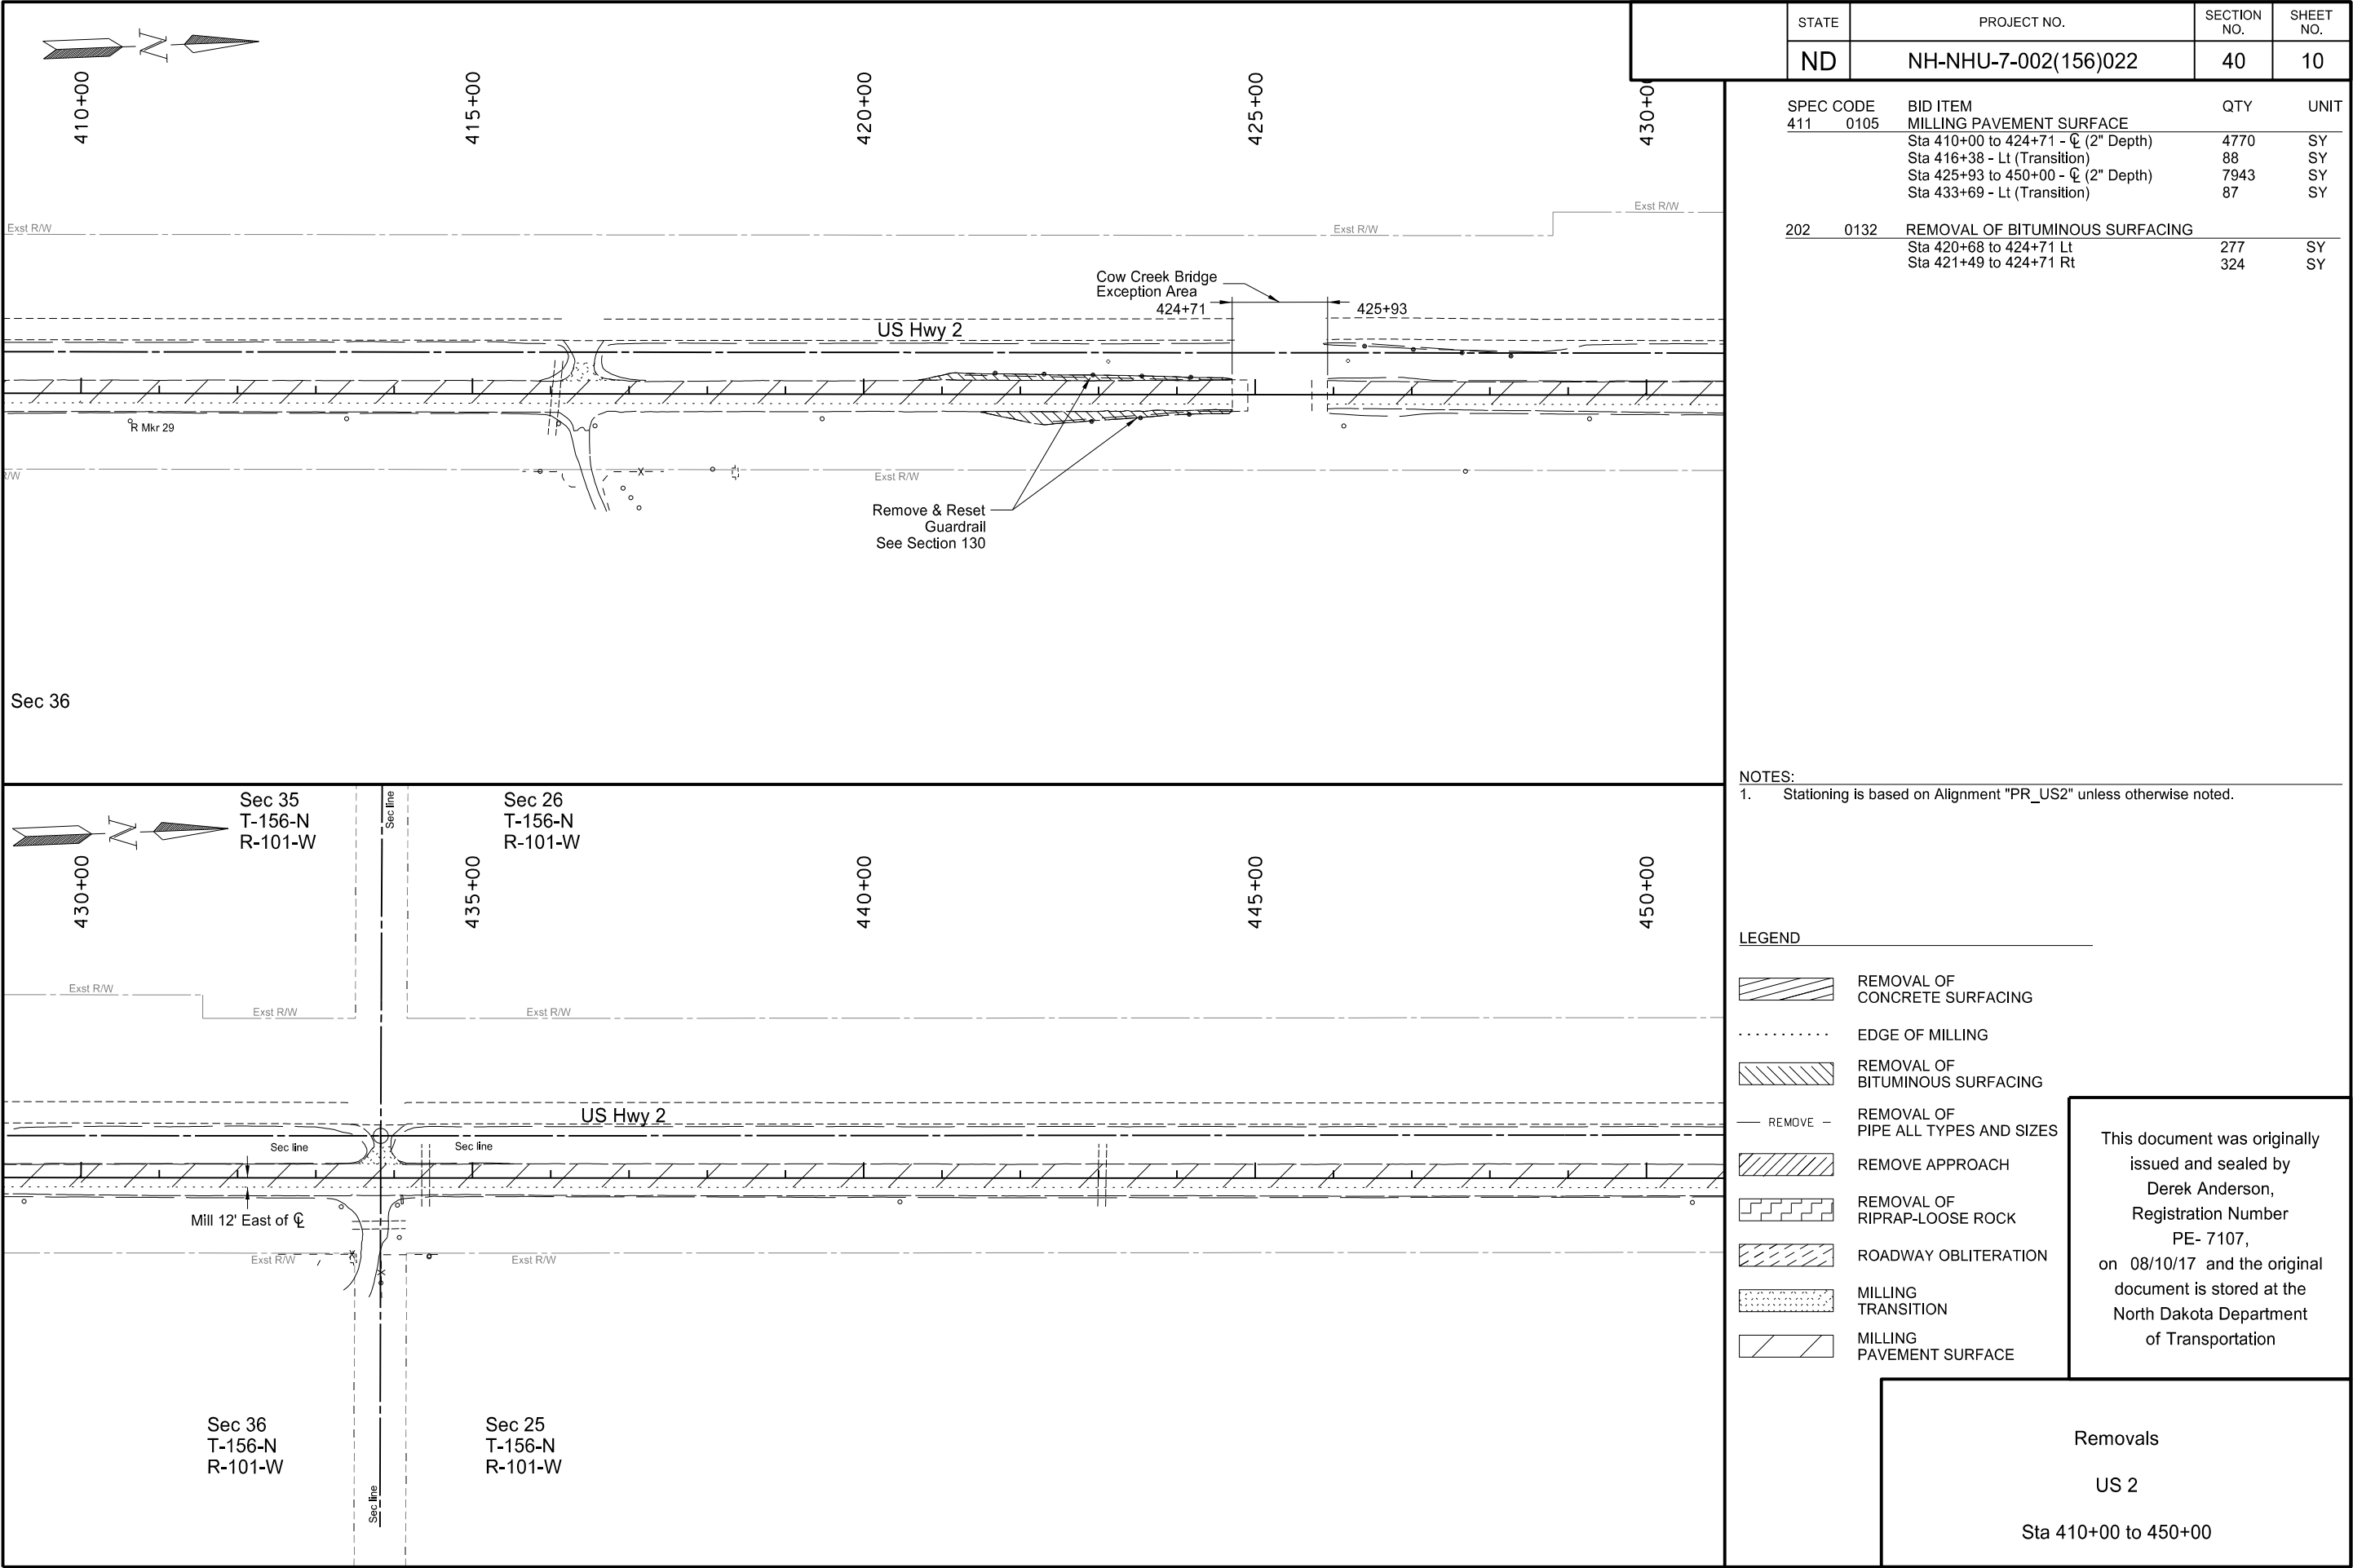 STATE
PROJECT NO.
SECTION NO.
SHEET NO.
ND
NH-NHU-7-002(156)022
40
10
SPEC CODE BID ITEM QTY UNIT
411 0105 MILLING PAVEMENT SURFACE
Sta 410+00 to 424+71 - ℄ (2" Depth) 4770 SY
Sta 416+38 - Lt (Transition) 88 SY
Sta 425+93 to 450+00 - ℄ (2" Depth) 7943 SY
Sta 433+69 - Lt (Transition) 87 SY
202 0132 REMOVAL OF BITUMINOUS SURFACING
Sta 420+68 to 424+71 Lt 277 SY
Sta 421+49 to 424+71 Rt 324 SY
N
410+00
415+00
420+00
425+00
430+00
Exst R/W
Exst R/W
Exst R/W
Cow Creek Bridge
Exception Area
424+71
425+93
US Hwy 2
R Mkr 29
R/W
Exst R/W
Remove & Reset
Guardrail
See Section 130
Sec 36
NOTES:
1. Stationing is based on Alignment "PR_US2" unless otherwise noted.
N
Sec 35
T-156-N
R-101-W
Sec line
Sec 26
T-156-N
R-101-W
430+00
435+00
440+00
445+00
450+00
Exst R/W
Exst R/W
Exst R/W
US Hwy 2
Sec line
Sec line
Mill 12' East of ℄
Exst R/W
Exst R/W
Sec 36
T-156-N
R-101-W
Sec 25
T-156-N
R-101-W
Sec line
LEGEND
REMOVAL OF
CONCRETE SURFACING
EDGE OF MILLING
REMOVAL OF
BITUMINOUS SURFACING
REMOVE
REMOVAL OF
PIPE ALL TYPES AND SIZES
REMOVE APPROACH
REMOVAL OF
RIPRAP-LOOSE ROCK
ROADWAY OBLITERATION
MILLING
TRANSITION
MILLING
PAVEMENT SURFACE
This document was originally
issued and sealed by
Derek Anderson,
Registration Number
PE- 7107,
on 08/10/17 and the original
document is stored at the
North Dakota Department
of Transportation
Removals
US 2
Sta 410+00 to 450+00